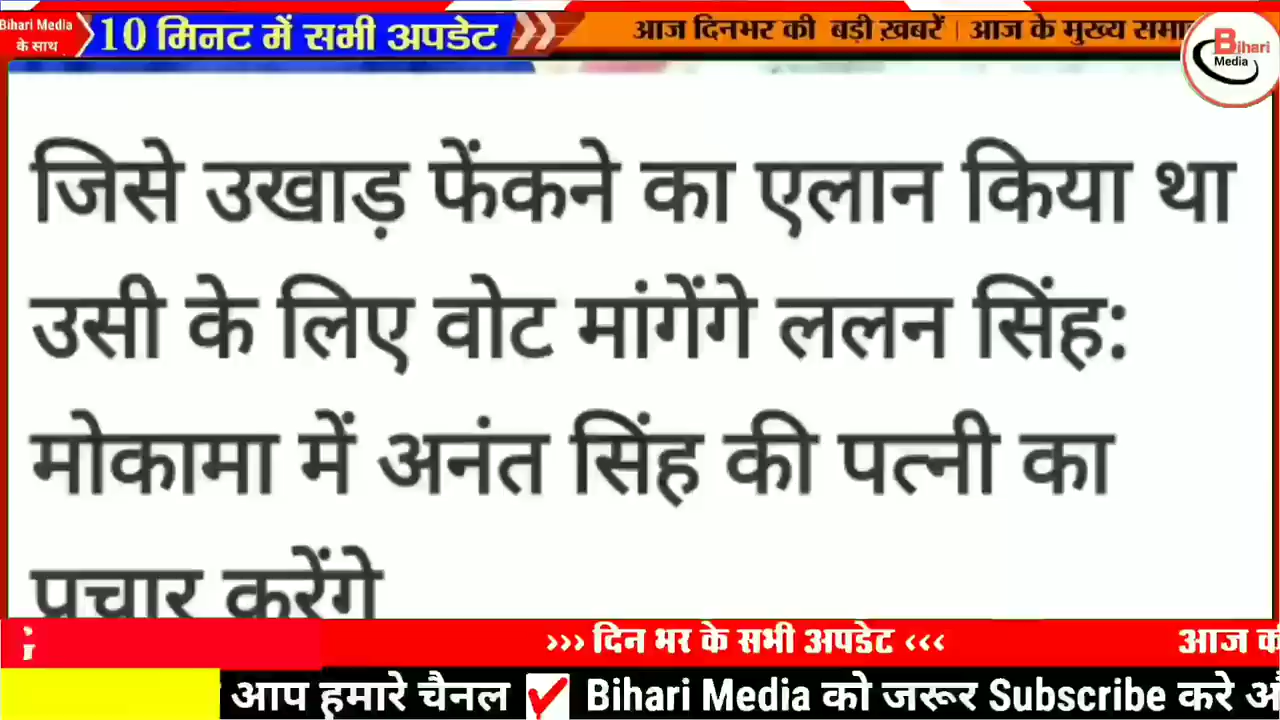 Bihari Media
के साथ
10 मिनट में सभी अपडेट
आज दिनभर की बड़ी ख़बरें | आज के मुख्य
Bihari
Media
जिसे उखाड़ फेंकने का एलान किया था
उसी के लिए वोट मांगेंगे ललन सिंह:
मोकामा में अनंत सिंह की पत्नी का
प्रचार करेंगे
>>> दिन भर के सभी अपडेट <<<
आज
आप हमारे चैनल ✔ Bihari Media को जरूर Subscribe करे